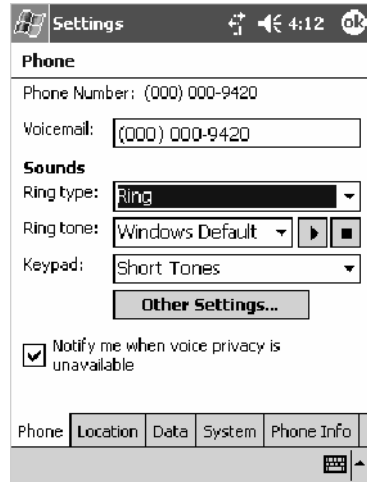 Settings 4:12 ok
Phone
Phone Number: (000) 000-9420
Voicemail: (000) 000-9420
Sounds
Ring type: Ring
Ring tone: Windows Default
Keypad: Short Tones
Other Settings...
Notify me when voice privacy is
unavailable
Phone Location Data System Phone Info